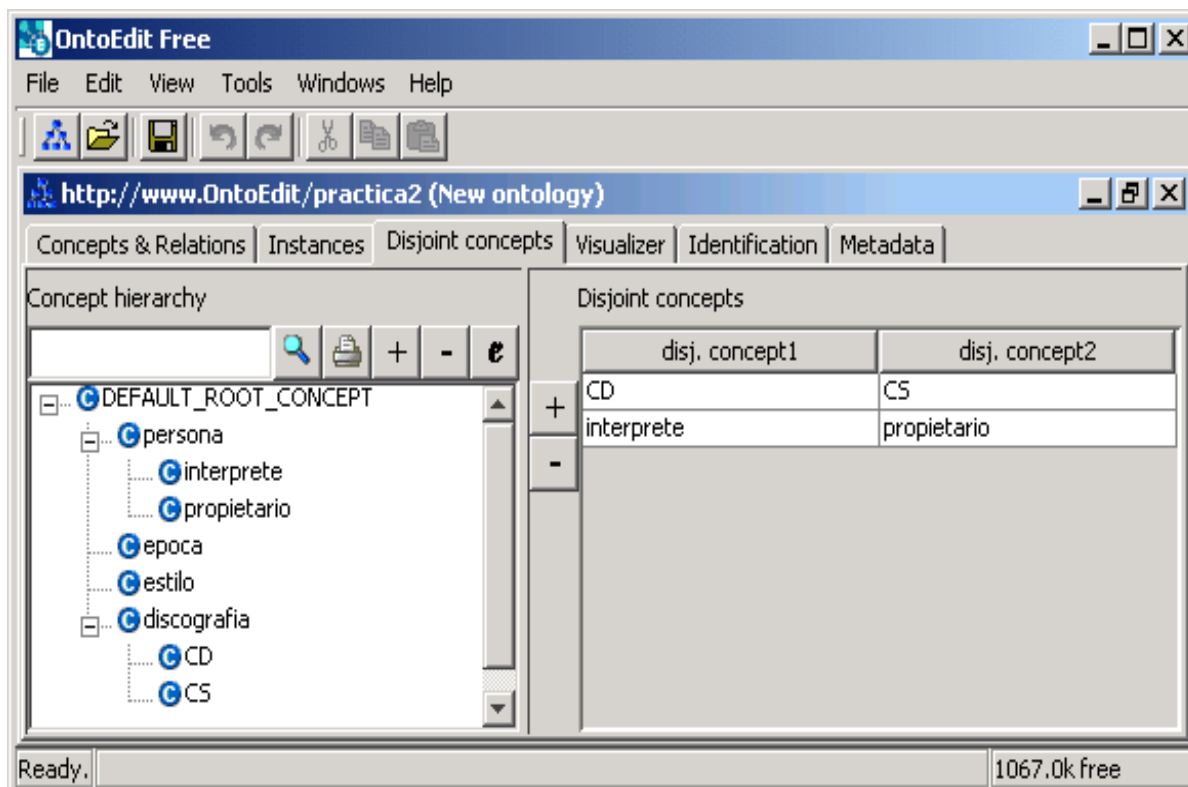 OntoEdit Free
File Edit View Tools Windows Help
http://www.OntoEdit/practica2 (New ontology)
Concepts & Relations Instances Disjoint concepts Visualizer Identification Metadata
Concept hierarchy
+ - e
DEFAULT_ROOT_CONCEPT
persona
interprete
propietario
epoca
estilo
discografia
CD
CS
Disjoint concepts
disj. concept1 disj. concept2
CD CS
interprete propietario
+
-
Ready. 1067.0k free